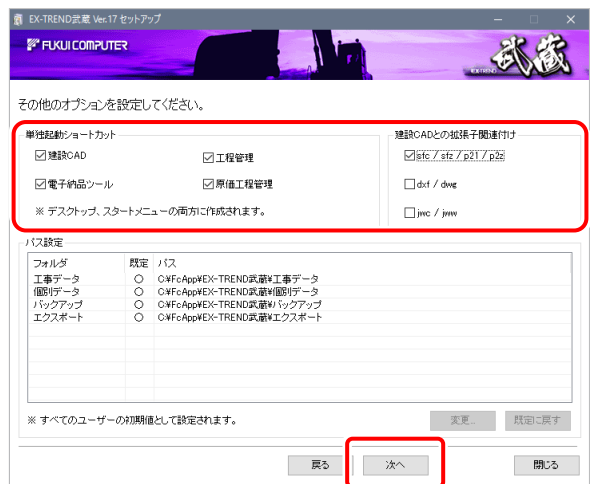 EX-TREND武蔵 Ver.17 セットアップ
FUKUI COMPUTER
EX-TREND 武蔵
その他のオプションを設定してください。
単独起動ショートカット
建設CAD
工程管理
電子納品ツール
原価工程管理
※ デスクトップ、スタートメニューの両方に作成されます。
建設CADとの拡張子関連付け
sfc / sfz / p21 / p2z
dxf / dwg
jwc / jww
パス設定
フォルダ 既定 パス
工事データ ○ C:¥FcApp¥EX-TREND武蔵¥工事データ
個別データ ○ C:¥FcApp¥EX-TREND武蔵¥個別データ
バックアップ ○ C:¥FcApp¥EX-TREND武蔵¥バックアップ
エクスポート ○ C:¥FcApp¥EX-TREND武蔵¥エクスポート
※ すべてのユーザーの初期値として設定されます。
変更... 既定に戻す
戻る 次へ 閉じる